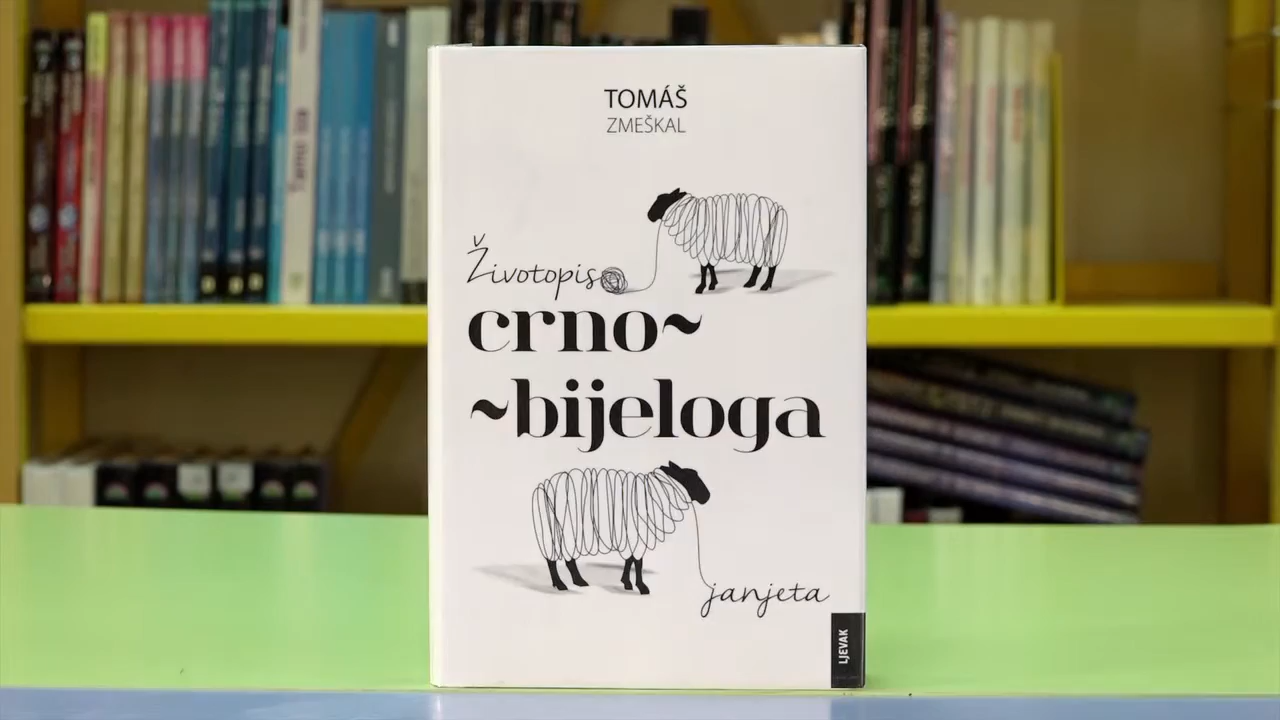 TOMÁŠ
ZMEŠKAL
Životopis
crno~
~bijeloga
janjeta
LJEVAK